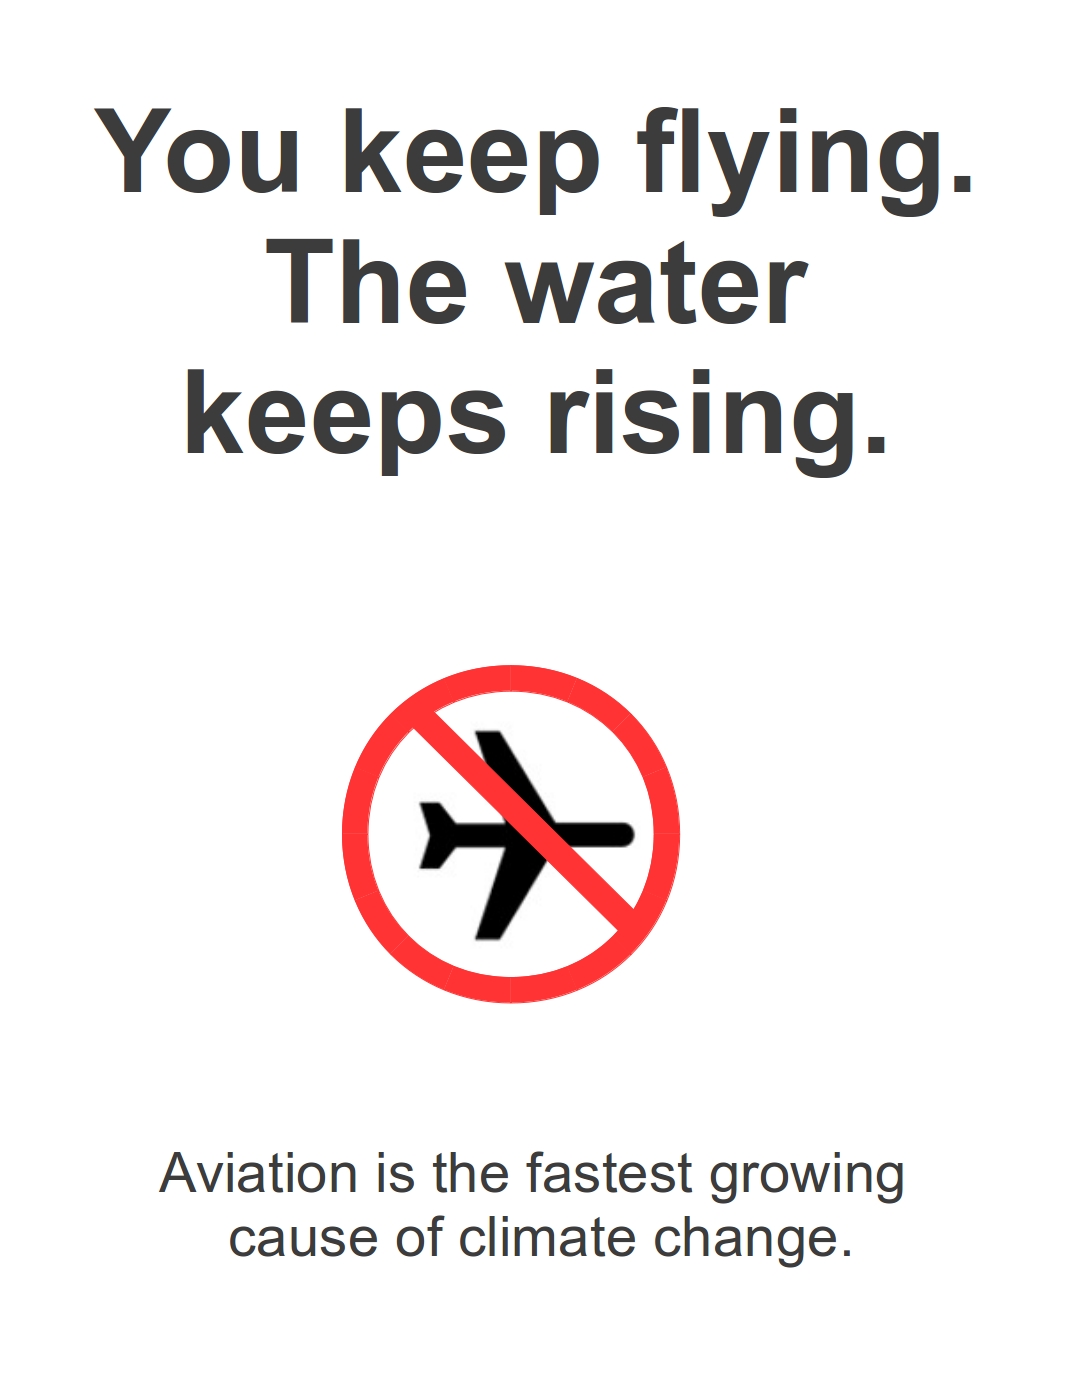 You keep flying.
The water
keeps rising.
Aviation is the fastest growing
cause of climate change.